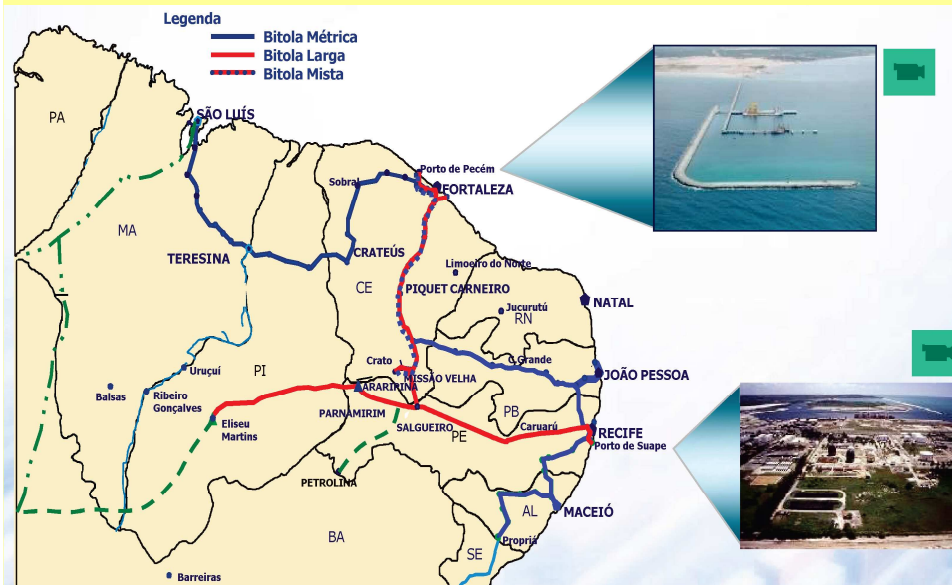 Legenda
Bitola Métrica
Bitola Larga
Bitola Mista
PA
SÃO LUÍS
Porto de Pecém
Sobral
FORTALEZA
MA
TERESINA
CRATEÚS
Limoeiro do Norte
CE
PIQUET CARNEIRO
NATAL
Jucurutú
RN
Crato
C.Grande
Uruçuí
PI
MISSÃO VELHA
JOÃO PESSOA
Balsas
Ribeiro
Gonçalves
ARARIPINA
PARNAMIRIM
PB
Eliseu
Martins
SALGUEIRO
PE
Caruarú
RECIFE
Porto de Suape
PETROLINA
AL
MACEIÓ
BA
Propriá
SE
Barreiras